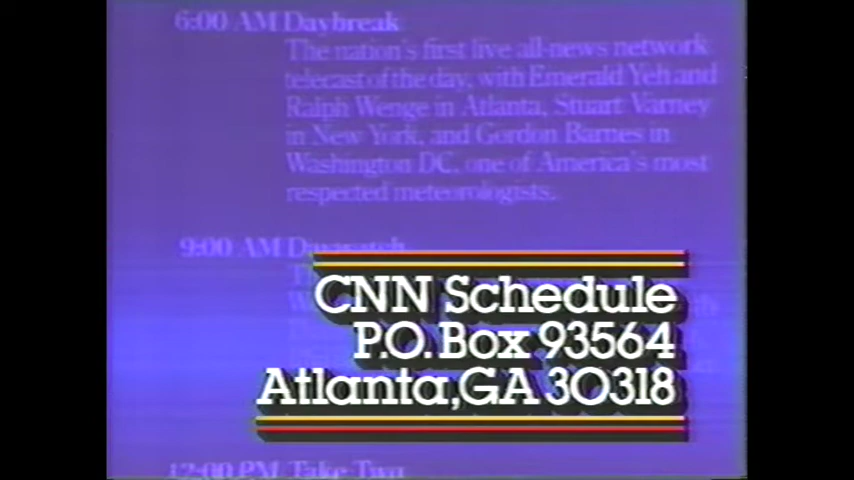 6:00 AM Daybreak
The nation's first live all-news network
telecast of the day, with Emerald Yeh and
Ralph Wenge in Atlanta, Stuart Varney
in New York, and Gordon Barnes in
Washington DC, one of America's most
respected meteorologists.
9:00 AM Daywatch
CNN Schedule
P.O. Box 93564
Atlanta, GA 30318
12:00 PM Take Two